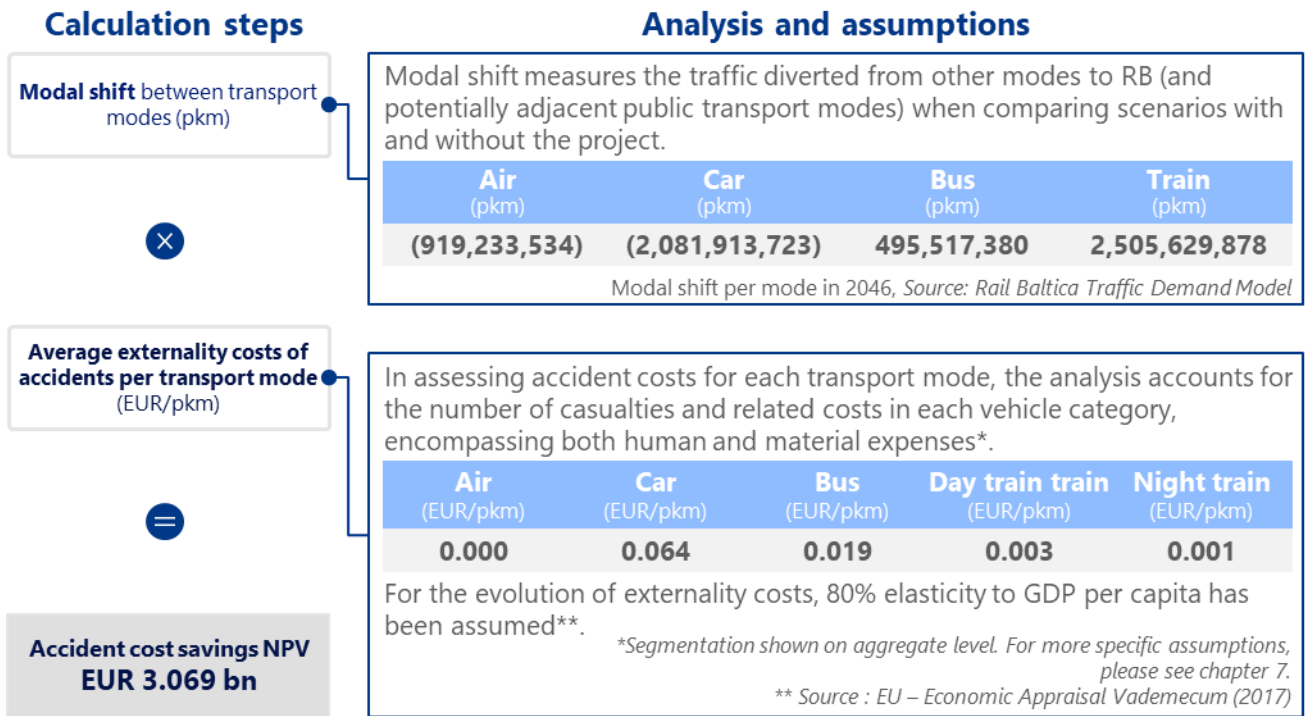 Calculation steps
Analysis and assumptions
Modal shift between transport
modes (pkm)
Modal shift measures the traffic diverted from other modes to RB (and
potentially adjacent public transport modes) when comparing scenarios with
and without the project.
Air Car Bus Train
(pkm) (pkm) (pkm) (pkm)
(919,233,534) (2,081,913,723) 495,517,380 2,505,629,878
Modal shift per mode in 2046, Source: Rail Baltica Traffic Demand Model
×
Average externality costs of
accidents per transport mode
(EUR/pkm)
In assessing accident costs for each transport mode, the analysis accounts for
the number of casualties and related costs in each vehicle category,
encompassing both human and material expenses*.
Air Car Bus Day train train Night train
(EUR/pkm) (EUR/pkm) (EUR/pkm) (EUR/pkm) (EUR/pkm)
0.000 0.064 0.019 0.003 0.001
For the evolution of externality costs, 80% elasticity to GDP per capita has
been assumed**.
*Segmentation shown on aggregate level. For more specific assumptions,
please see chapter 7.
** Source : EU – Economic Appraisal Vademecum (2017)
=
Accident cost savings NPV
EUR 3.069 bn